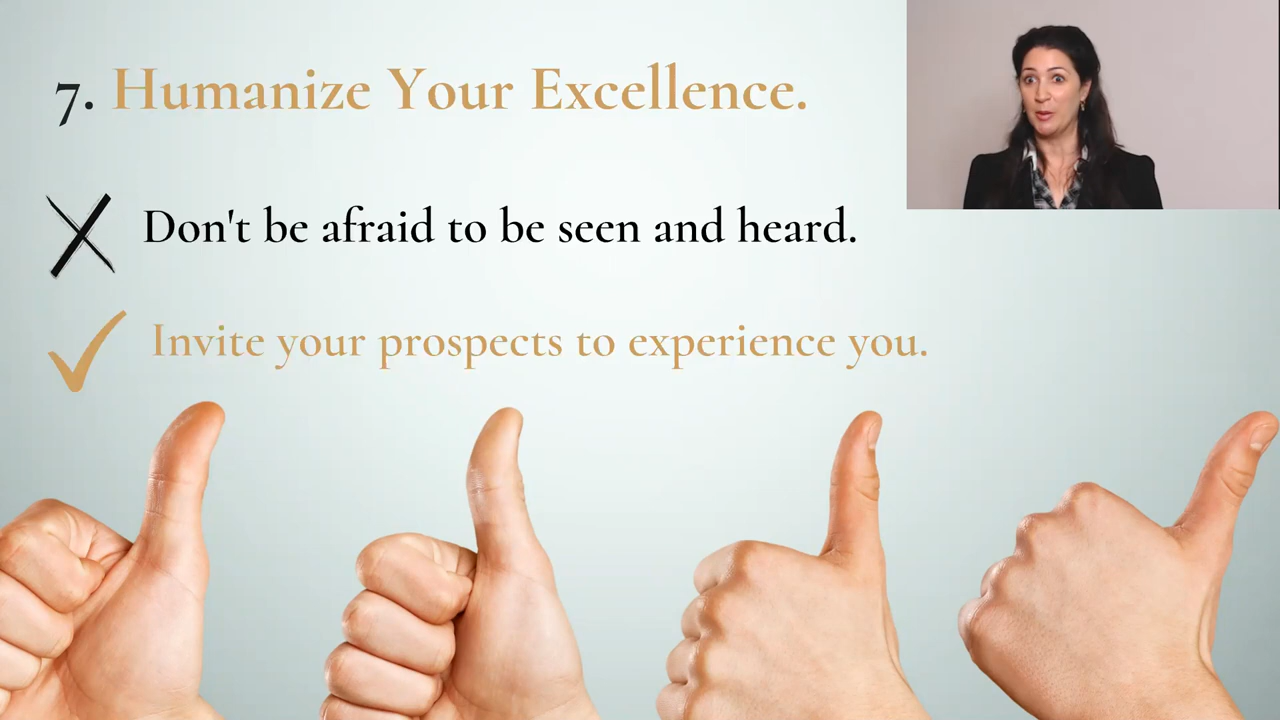 7. Humanize Your Excellence.
Don't be afraid to be seen and heard.
Invite your prospects to experience you.